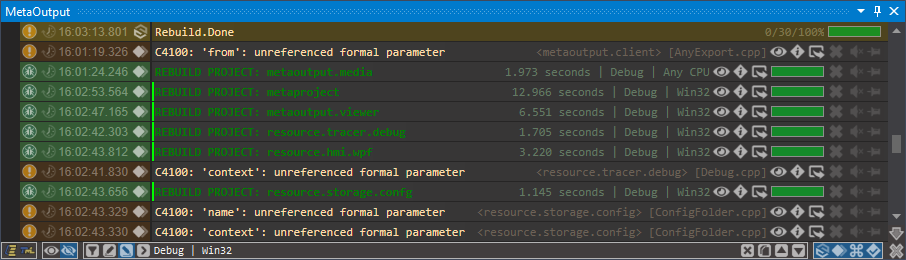 MetaOutput
16:03:13.801 Rebuild.Done 0/30/100%
16:01:19.326 C4100: 'from': unreferenced formal parameter <metaoutput.client> [AnyExport.cpp]
16:01:24.246 REBUILD PROJECT: metaoutput.media 1.973 seconds | Debug | Any CPU
16:02:53.564 REBUILD PROJECT: metaproject 12.966 seconds | Debug | Win32
16:02:47.165 REBUILD PROJECT: metaoutput.viewer 6.551 seconds | Debug | Win32
16:02:42.303 REBUILD PROJECT: resource.tracer.debug 1.705 seconds | Debug | Win32
16:02:43.812 REBUILD PROJECT: resource.hmi.wpf 3.220 seconds | Debug | Win32
16:02:41.830 C4100: 'context': unreferenced formal parameter <resource.tracer.debug> [Debug.cpp]
16:02:43.656 REBUILD PROJECT: resource.storage.confg 1.145 seconds | Debug | Win32
16:02:43.329 C4100: 'name': unreferenced formal parameter <resource.storage.config> [ConfigFolder.cpp]
16:02:43.330 C4100: 'context': unreferenced formal parameter <resource.storage.config> [ConfigFolder.cpp]
Debug | Win32